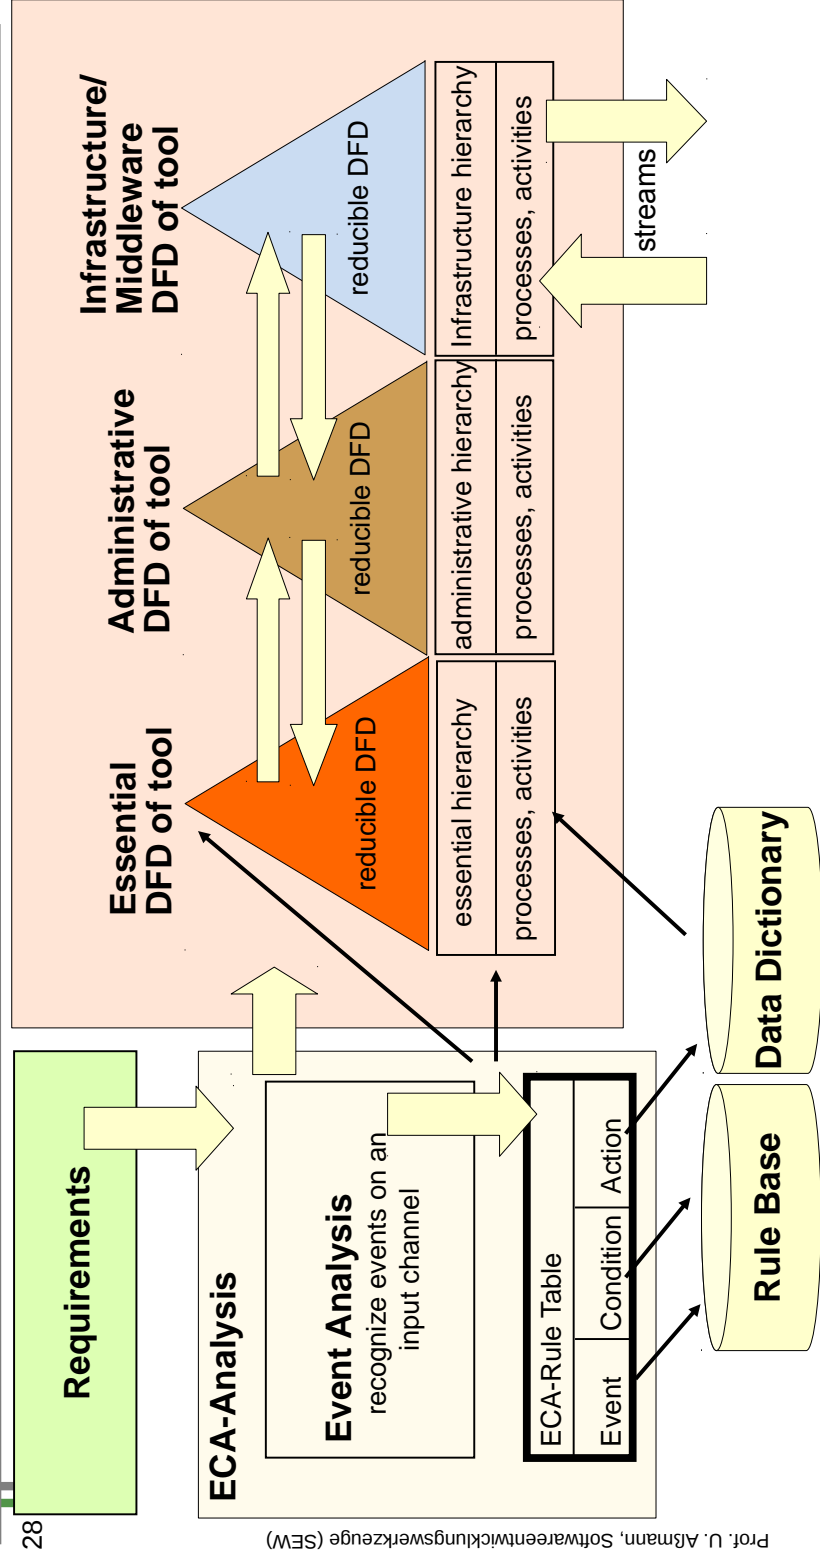 28
Requirements
ECA-Analysis
Event Analysis
recognize events on an
input channel
ECA-Rule Table
Event
Condition
Action
Rule Base
Data Dictionary
Essential
DFD of tool
reducible DFD
essential hierarchy
processes, activities
Administrative
DFD of tool
reducible DFD
administrative hierarchy
processes, activities
Infrastructure/
Middleware
DFD of tool
reducible DFD
Infrastructure hierarchy
processes, activities
streams
Prof. U. Aßmann, Softwareentwicklungswerkzeuge (SEW)